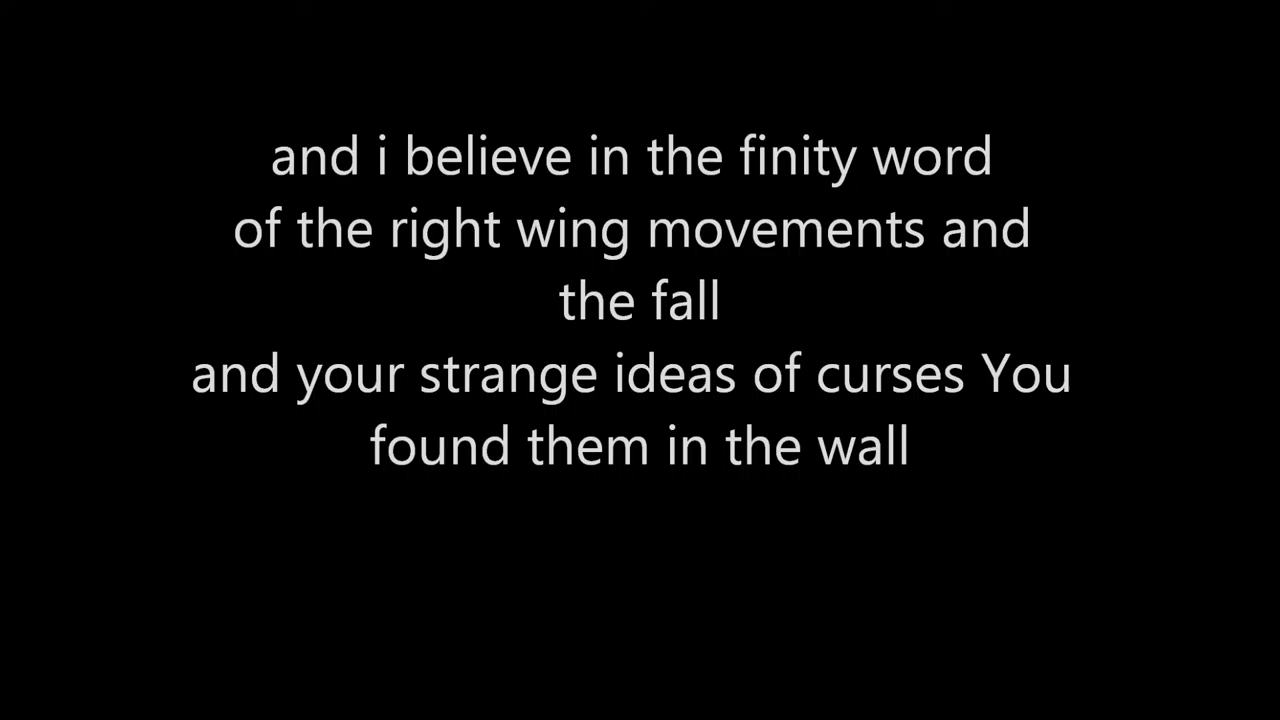 and i believe in the finity word
of the right wing movements and
the fall
and your strange ideas of curses You
found them in the wall